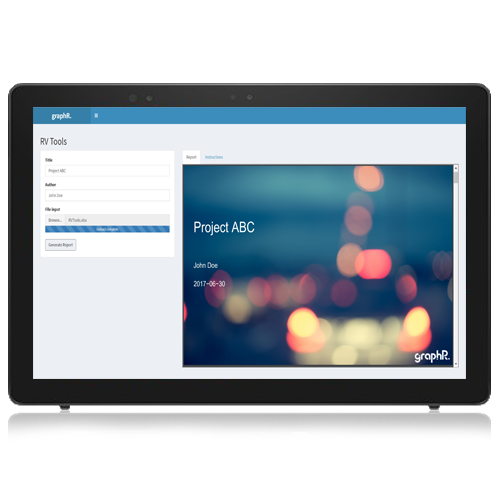 graphR.
RV Tools
Title
Project ABC
Author
John Doe
File Input
Browse...
RVTools.xlsx
Upload complete
Generate Report
Report
Instructions
Project ABC
John Doe
2017-06-30
graphR.